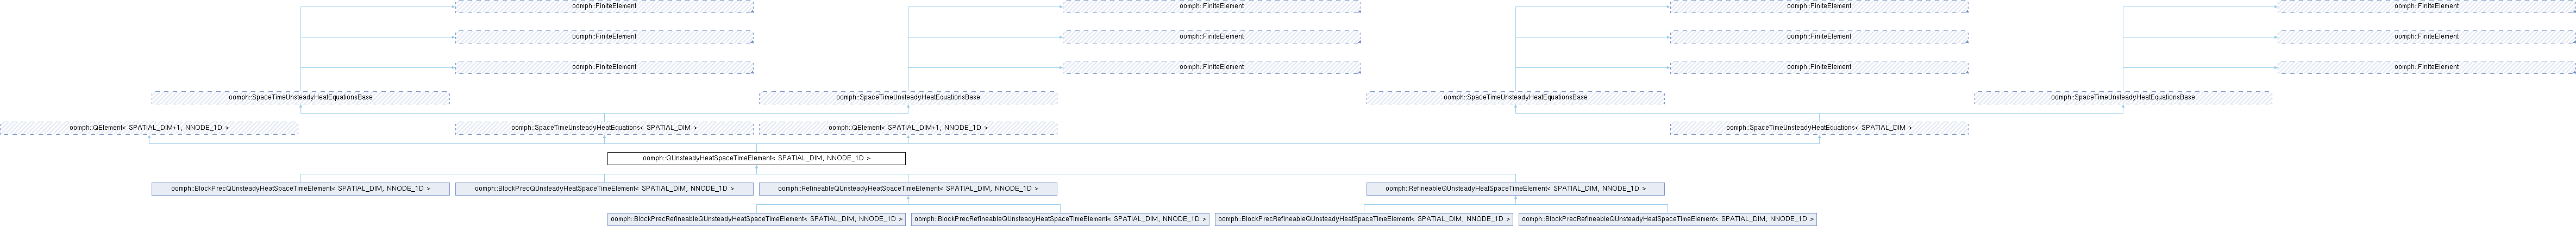 oomph::FiniteElement oomph::FiniteElement oomph::FiniteElement oomph::FiniteElement
oomph::FiniteElement oomph::FiniteElement oomph::FiniteElement oomph::FiniteElement
oomph::FiniteElement oomph::FiniteElement oomph::FiniteElement oomph::FiniteElement
oomph::SpaceTimeUnsteadyHeatEquationsBase oomph::SpaceTimeUnsteadyHeatEquationsBase oomph::SpaceTimeUnsteadyHeatEquationsBase oomph::SpaceTimeUnsteadyHeatEquationsBase
oomph::QElement< SPATIAL_DIM+1, NNODE_1D > oomph::SpaceTimeUnsteadyHeatEquations< SPATIAL_DIM > oomph::QElement< SPATIAL_DIM+1, NNODE_1D > oomph::SpaceTimeUnsteadyHeatEquations< SPATIAL_DIM >
oomph::QUnsteadyHeatSpaceTimeElement< SPATIAL_DIM, NNODE_1D >
oomph::BlockPrecQUnsteadyHeatSpaceTimeElement< SPATIAL_DIM, NNODE_1D > oomph::BlockPrecQUnsteadyHeatSpaceTimeElement< SPATIAL_DIM, NNODE_1D > oomph::RefineableQUnsteadyHeatSpaceTimeElement< SPATIAL_DIM, NNODE_1D > oomph::RefineableQUnsteadyHeatSpaceTimeElement< SPATIAL_DIM, NNODE_1D >
oomph::BlockPrecRefineableQUnsteadyHeatSpaceTimeElement< SPATIAL_DIM, NNODE_1D > oomph::BlockPrecRefineableQUnsteadyHeatSpaceTimeElement< SPATIAL_DIM, NNODE_1D > oomph::BlockPrecRefineableQUnsteadyHeatSpaceTimeElement< SPATIAL_DIM, NNODE_1D > oomph::BlockPrecRefineableQUnsteadyHeatSpaceTimeElement< SPATIAL_DIM, NNODE_1D >